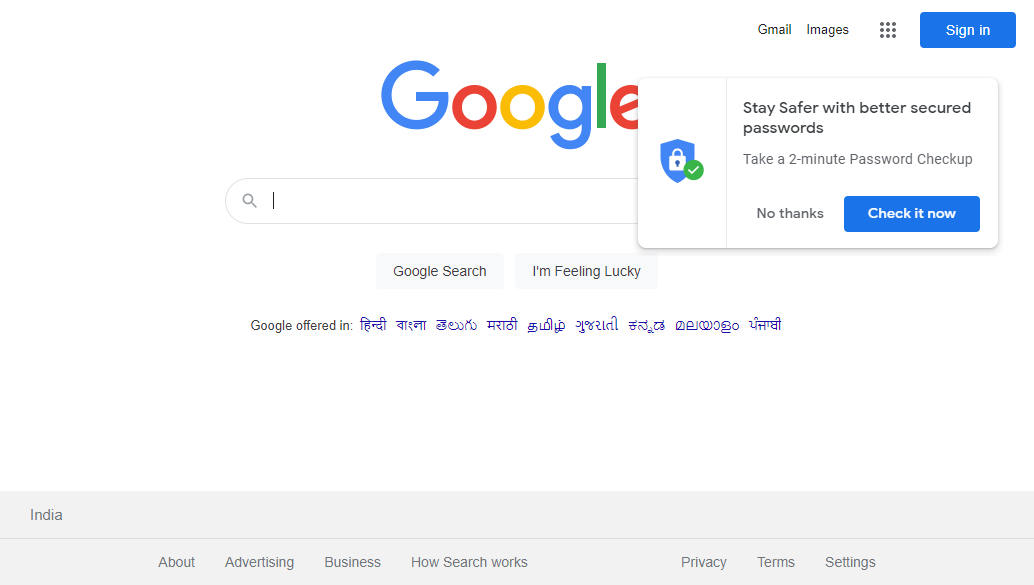 Gmail Images Sign in
Google
Stay Safer with better secured
passwords
Take a 2-minute Password Checkup
No thanks Check it now
Google Search I'm Feeling Lucky
Google offered in: हिन्दी বাংলা తెలుగు मराठी தமிழ் ગુજરાતી ಕನ್ನಡ മലയാളം ਪੰਜਾਬੀ
India
About Advertising Business How Search works Privacy Terms Settings